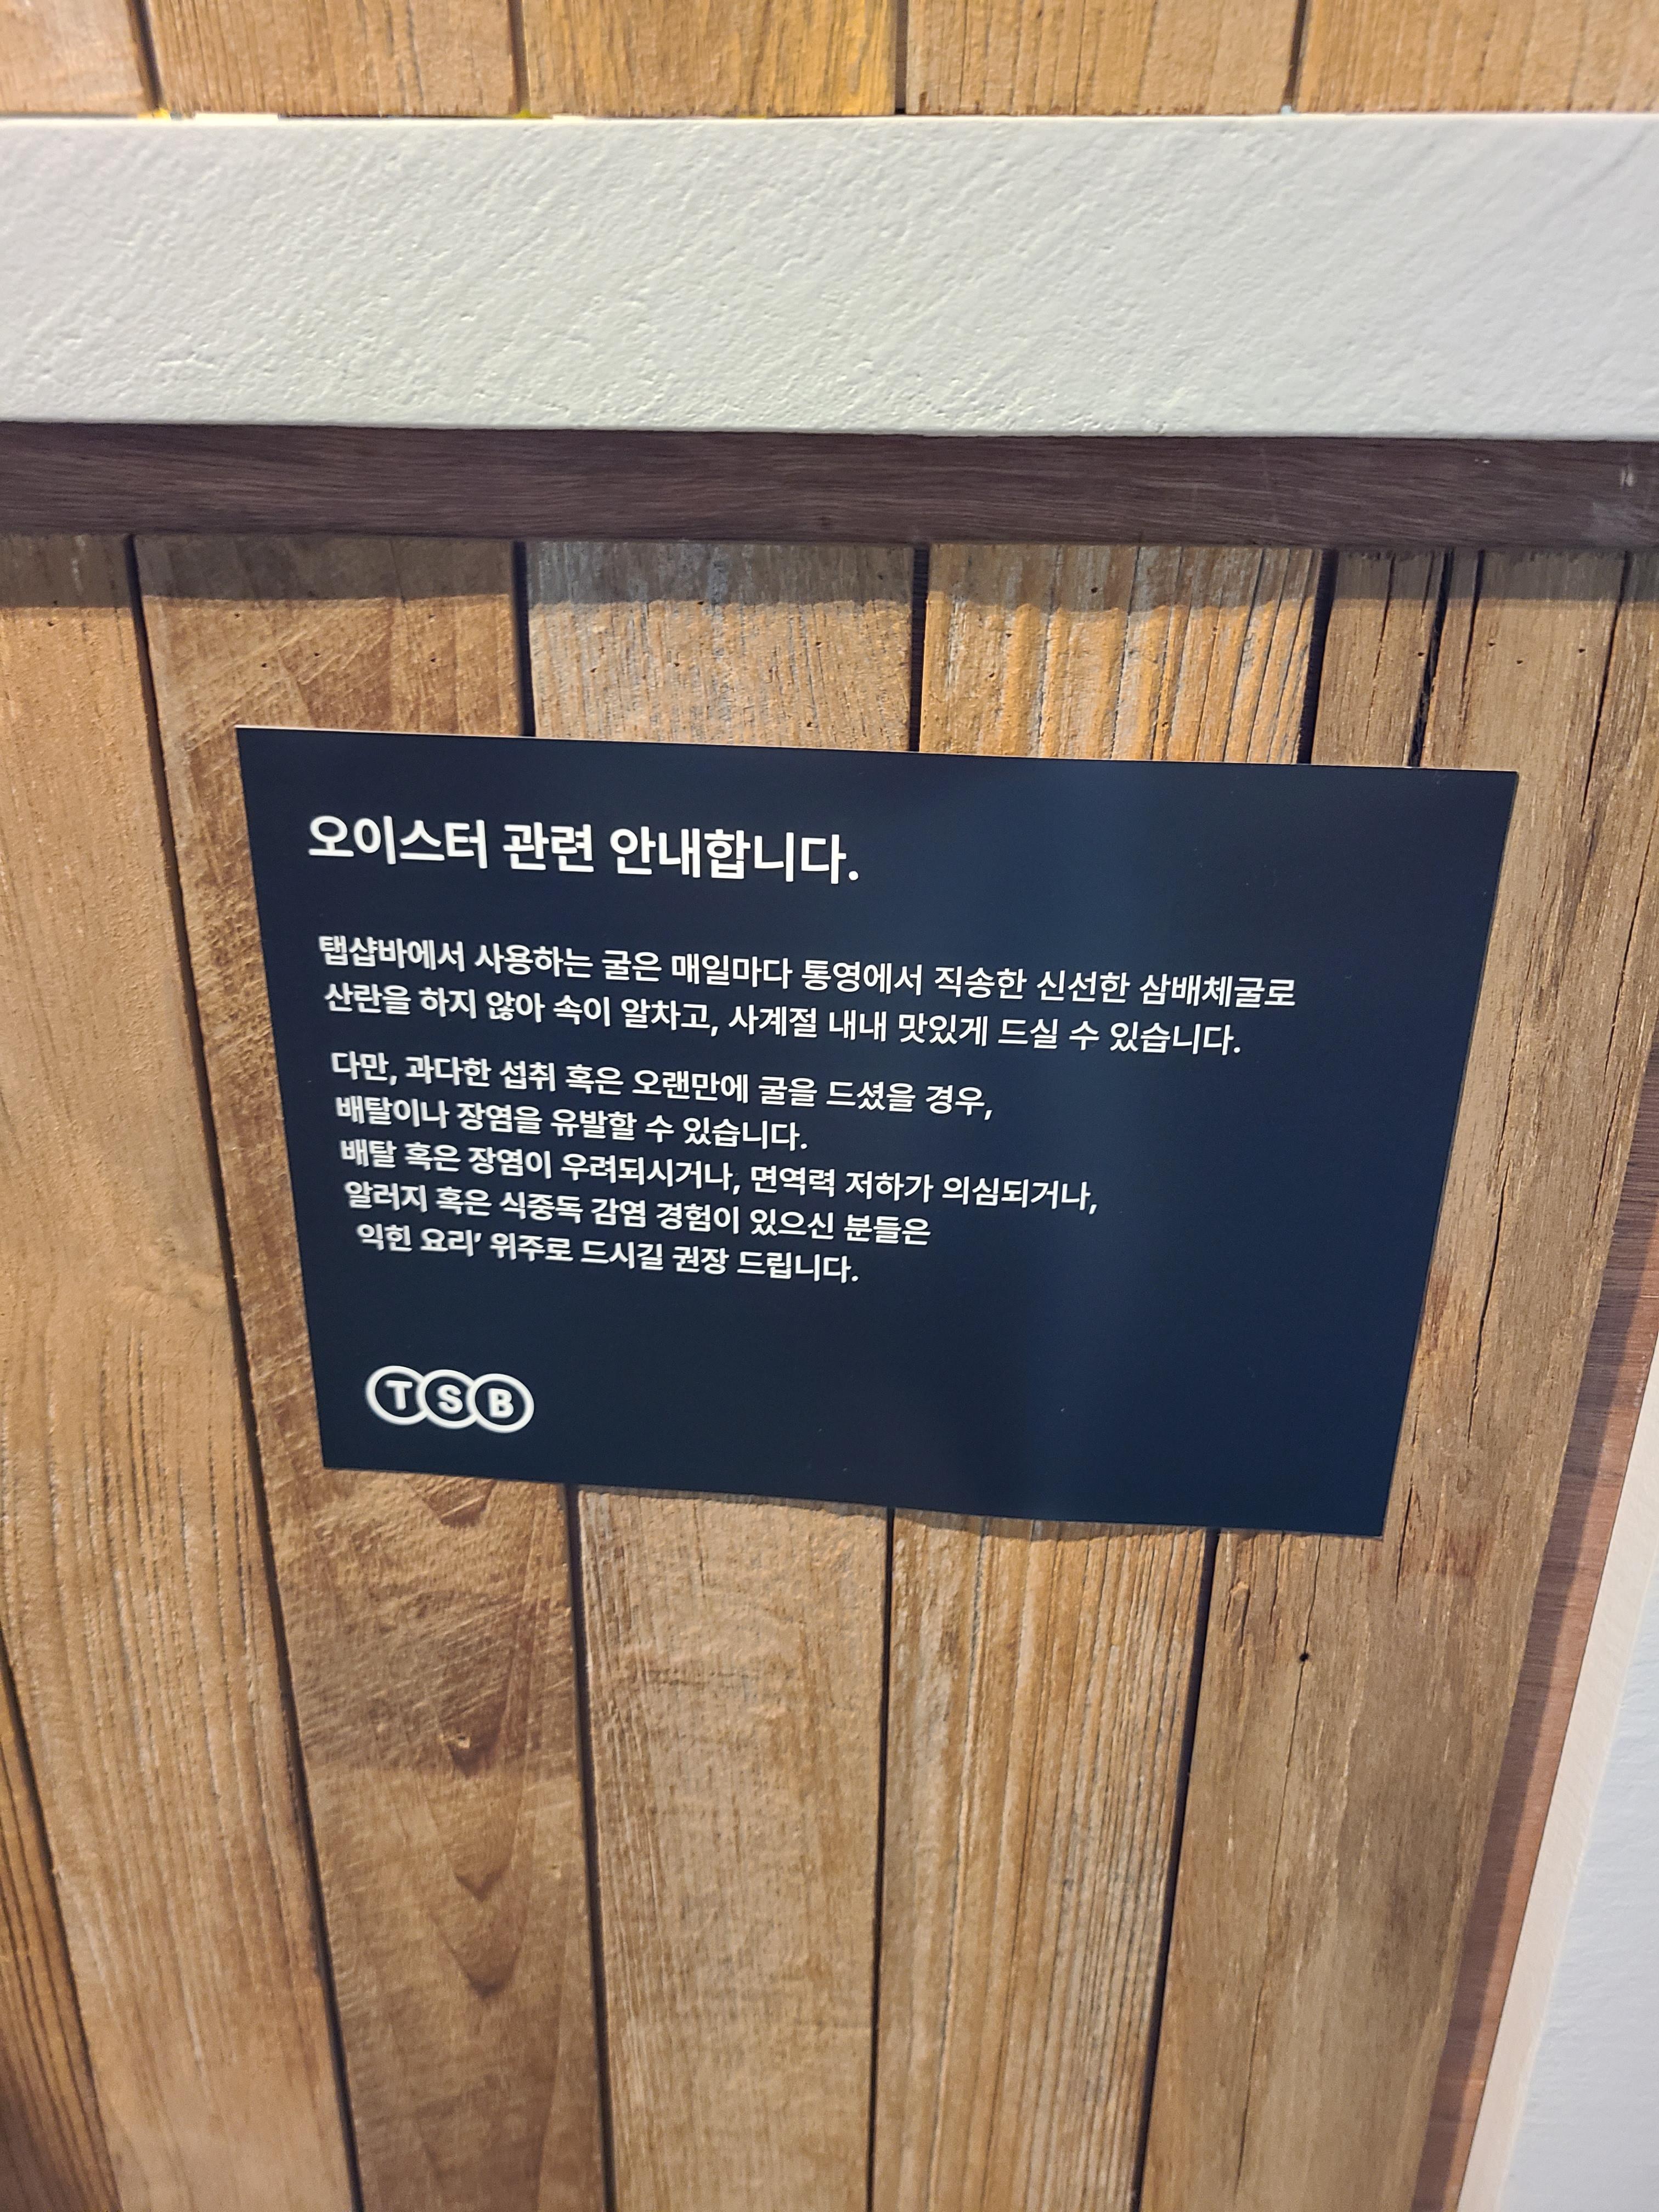 오이스터 관련 안내합니다.
탭샵바에서 사용하는 굴은 매일마다 통영에서 직송한 신선한 삼배체굴로
산란을 하지 않아 속이 알차고, 사계절 내내 맛있게 드실 수 있습니다.
다만, 과다한 섭취 혹은 오랜만에 굴을 드셨을 경우,
배탈이나 장염을 유발할 수 있습니다.
배탈 혹은 장염이 우려되시거나, 면역력 저하가 의심되거나,
알러지 혹은 식중독 감염 경험이 있으신 분들은
익힌 요리’ 위주로 드시길 권장 드립니다.
TSB